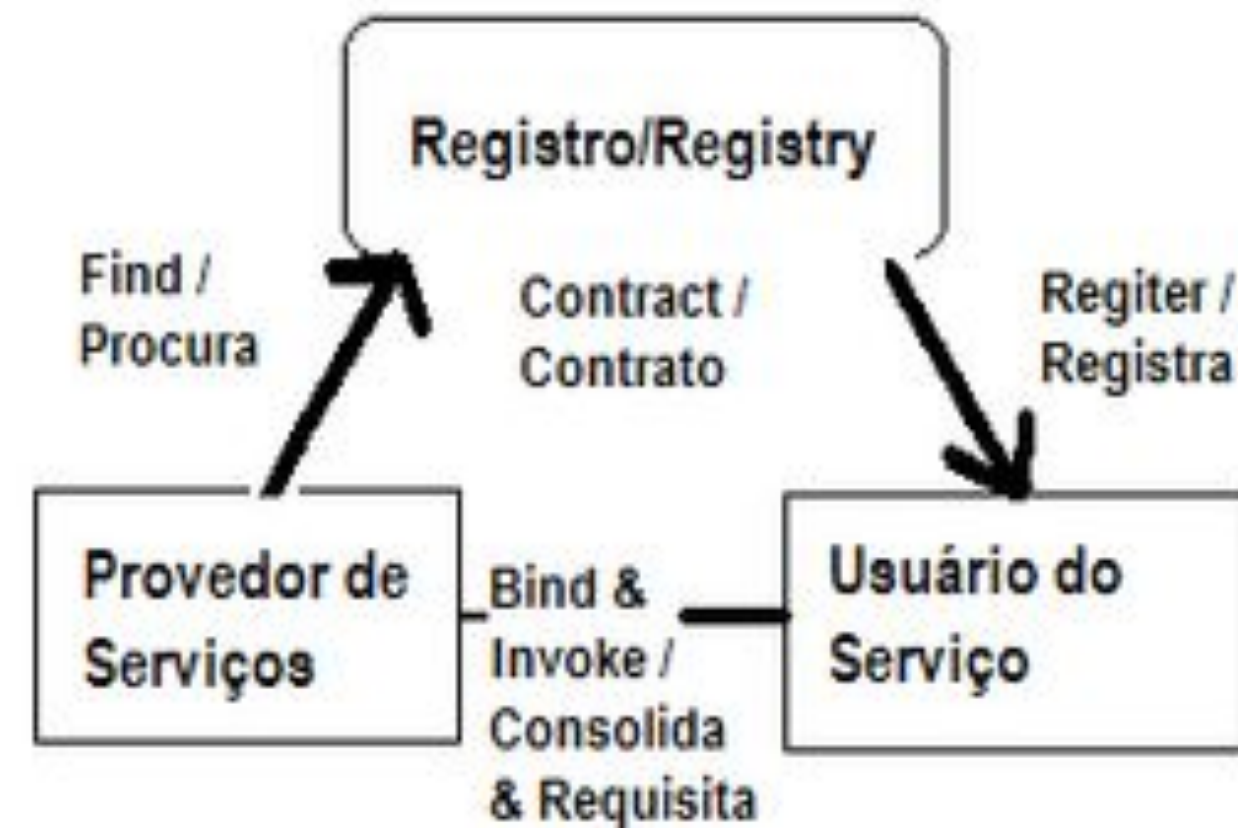 Registro/Registry
Find /
Procura
Contract /
Contrato
Regiter /
Registra
Provedor de
Serviços
Bind &
Invoke /
Consolida
& Requisita
Usuário do
Serviço